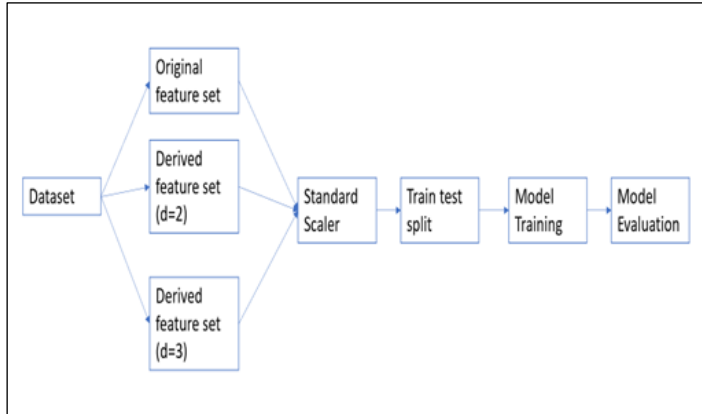 Dataset
Original
feature set
Derived
feature set
(d=2)
Derived
feature set
(d=3)
Standard
Scaler
Train test
split
Model
Training
Model
Evaluation